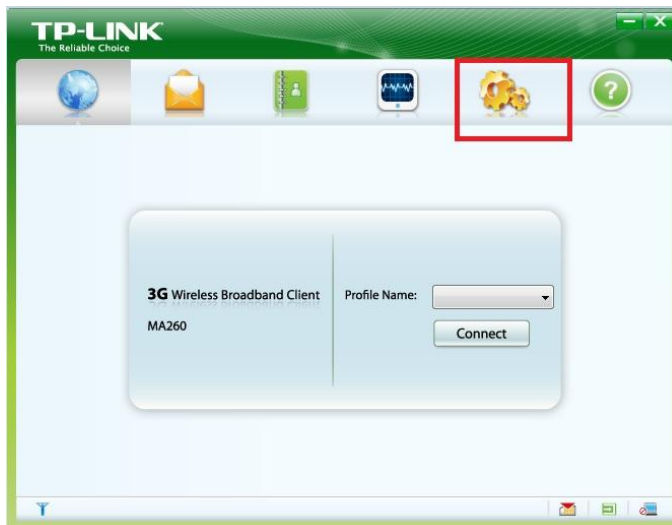 TP-LINK
The Reliable Choice
3G Wireless Broadband Client
Profile Name:
MA260
Connect